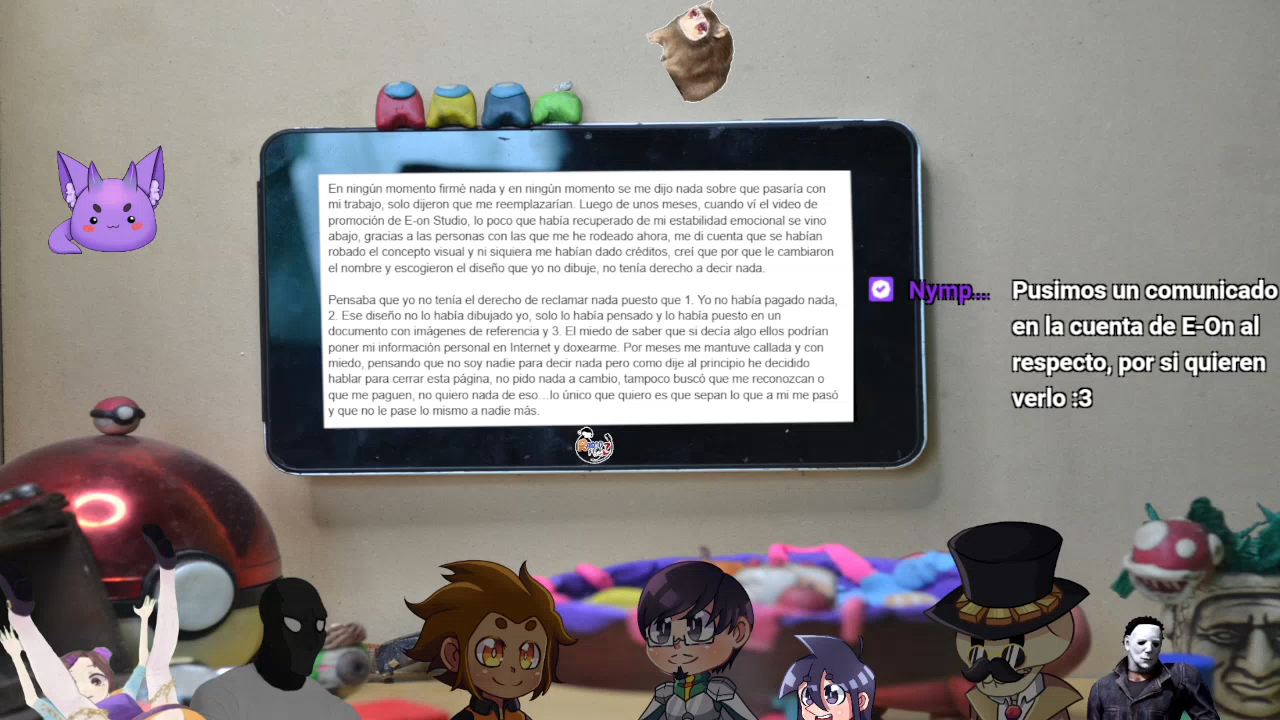 En ningún momento firmé nada y en ningún momento se me dijo nada sobre que pasaría con
mi trabajo, solo dijeron que me reemplazarían. Luego de unos meses, cuando ví el video de
promoción de E-on Studio, lo poco que había recuperado de mi estabilidad emocional se vino
abajo, gracias a las personas con las que me he rodeado ahora, me di cuenta que se habían
robado el concepto visual y ni siquiera me habían dado créditos, creí que por que le cambiaron
el nombre y escogieron el diseño que yo no dibuje, no tenía derecho a decir nada.
Pensaba que yo no tenía el derecho de reclamar nada puesto que 1. Yo no había pagado nada,
2. Ese diseño no lo había dibujado yo, solo lo había pensado y lo había puesto en un
documento con imágenes de referencia y 3. El miedo de saber que si decía algo ellos podrían
poner mi información personal en Internet y doxearme. Por meses me mantuve callada y con
miedo, pensando que no soy nadie para decir nada pero como dije al principio he decidido
hablar para cerrar esta página, no pido nada a cambio, tampoco buscó que me reconozcan o
que me paguen, no quiero nada de eso...lo único que quiero es que sepan lo que a mi me pasó
y que no le pase lo mismo a nadie más.
Nymp...
Pusimos un comunicado
en la cuenta de E-On al
respecto, por si quieren
verlo :3